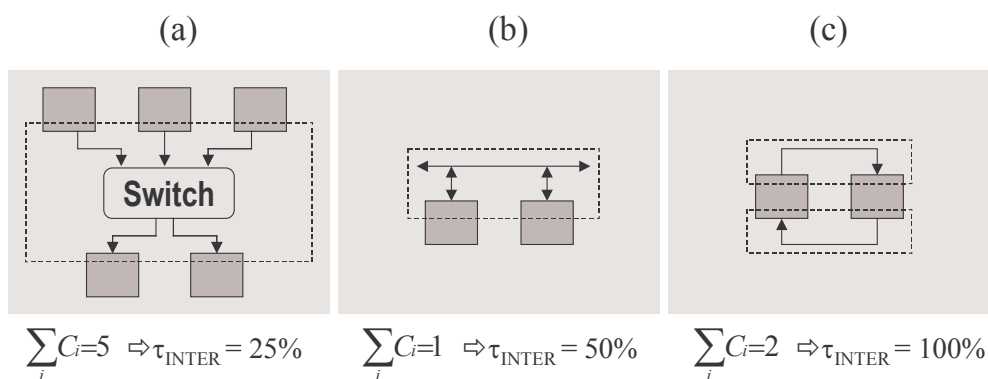 (a) (b) (c)
Switch
∑i Ci=5 ⇨τINTER = 25%
∑i Ci=1 ⇨τINTER = 50%
∑i Ci=2 ⇨τINTER = 100%